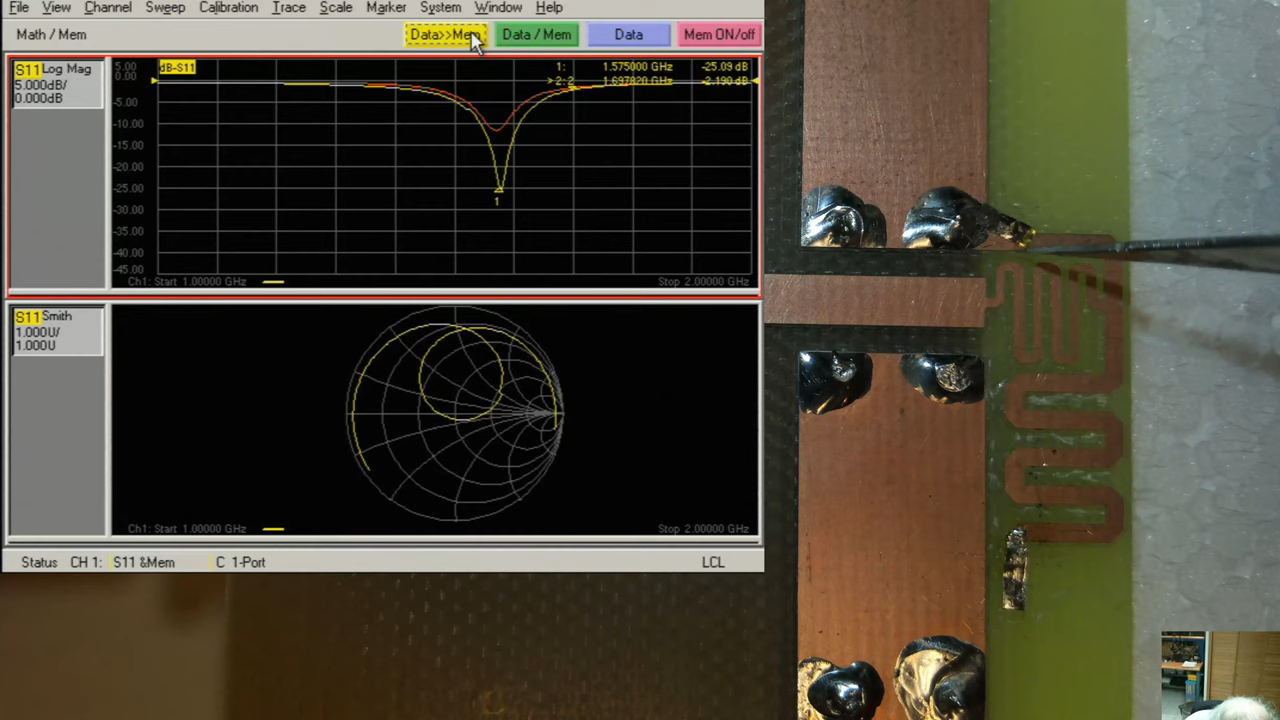 File View Channel Sweep Calibration Trace Scale Marker System Window Help
Math / Mem Data>>Mem Data / Mem Data Mem ON/off
S11 Log Mag
5.000dB/
0.000dB
dB-S11
1: 1.575000 GHz -25.09 dB
> 2: 1.697820 GHz -2.190 dB
5.00
0.00
-5.00
-10.00
-15.00
-20.00
-25.00
-30.00
-35.00
-40.00
-45.00
1
Ch1: Start 1.00000 GHz Stop 2.00000 GHz
S11 Smith
1.000U/
1.000U
Ch1: Start 1.00000 GHz Stop 2.00000 GHz
Status CH 1: S11 &Mem C 1-Port LCL